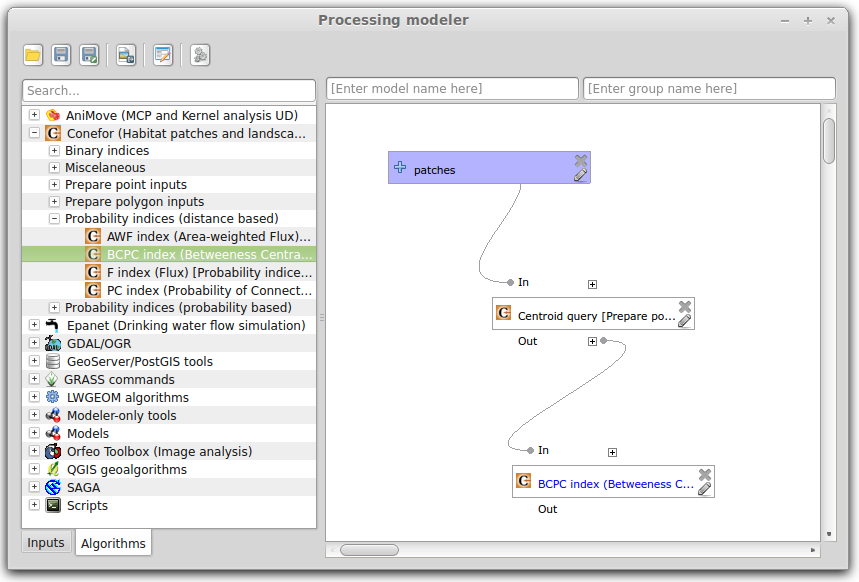 Processing modeler
Search...
[Enter model name here]
[Enter group name here]
AniMove (MCP and Kernel analysis UD)
Conefor (Habitat patches and landsca...
Binary indices
Miscelaneous
Prepare point inputs
Prepare polygon inputs
Probability indices (distance based)
AWF index (Area-weighted Flux)...
BCPC index (Betweeness Centra...
F index (Flux) [Probability indice...
PC index (Probability of Connect...
Probability indices (probability based)
Epanet (Drinking water flow simulation)
GDAL/OGR
GeoServer/PostGIS tools
GRASS commands
LWGEOM algorithms
Modeler-only tools
Models
Orfeo Toolbox (Image analysis)
QGIS geoalgorithms
SAGA
Scripts
Inputs
Algorithms
patches
In
Centroid query [Prepare po...
Out
In
BCPC index (Betweeness C...
Out